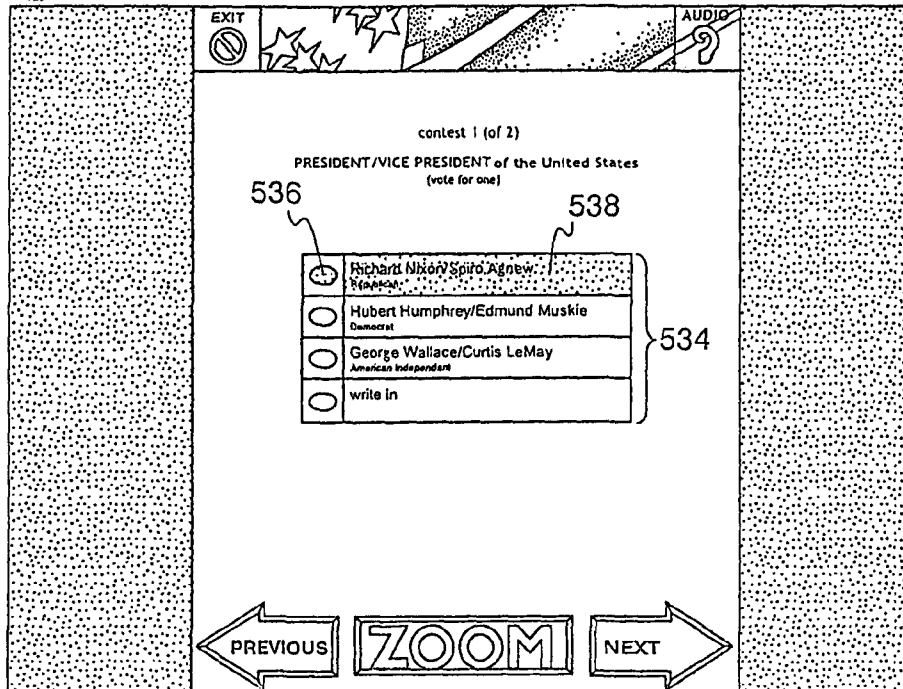 EXIT
AUDIO
contest 1 (of 2)
PRESIDENT/VICE PRESIDENT of the United States
(vote for one)
536
538
Richard Nixon/Spiro Agnew
Republican
Hubert Humphrey/Edmund Muskie
Democrat
534
George Wallace/Curtis LeMay
American Independent
write in
PREVIOUS
ZOOM
NEXT